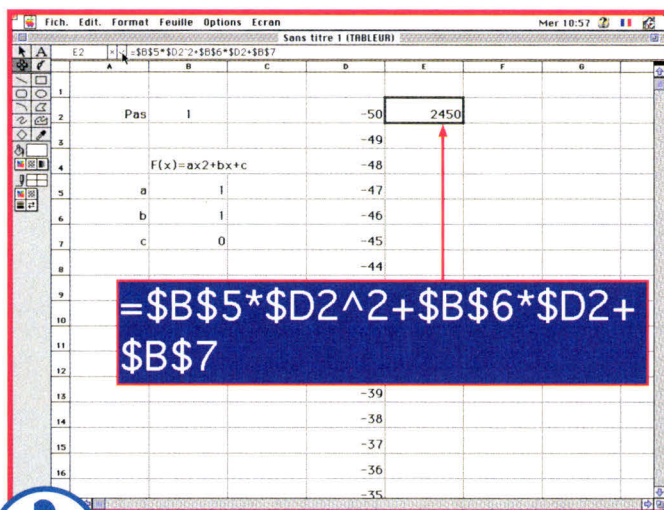 Fich. Edit. Format Feuille Options Ecran Mer 10:57
Sans titre 1 (TABLEUR)
E2 =$B$5*$D2^2+$B$6*$D2+$B$7
A B C D E F G
1
2 Pas 1 -50 2450
3 -49
4 F(x)=ax2+bx+c -48
5 a 1 -47
6 b 1 -46
7 c 0 -45
8 -44
9
=$B$5*$D2^2+$B$6*$D2+
10
11
$B$7
12
13 -39
14 -38
15 -37
16 -36
-35